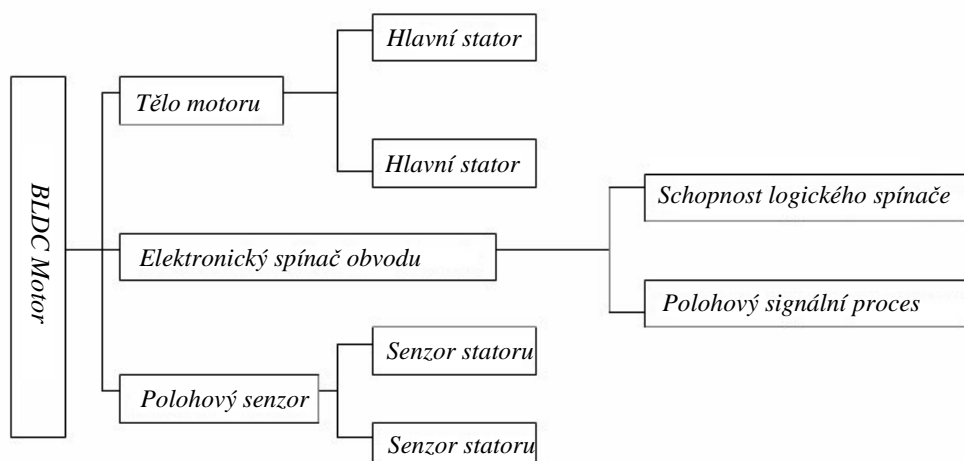 BLDC Motor
Tělo motoru
Hlavní stator
Hlavní stator
Elektronický spínač obvodu
Schopnost logického spínače
Polohový signální proces
Polohový senzor
Senzor statoru
Senzor statoru